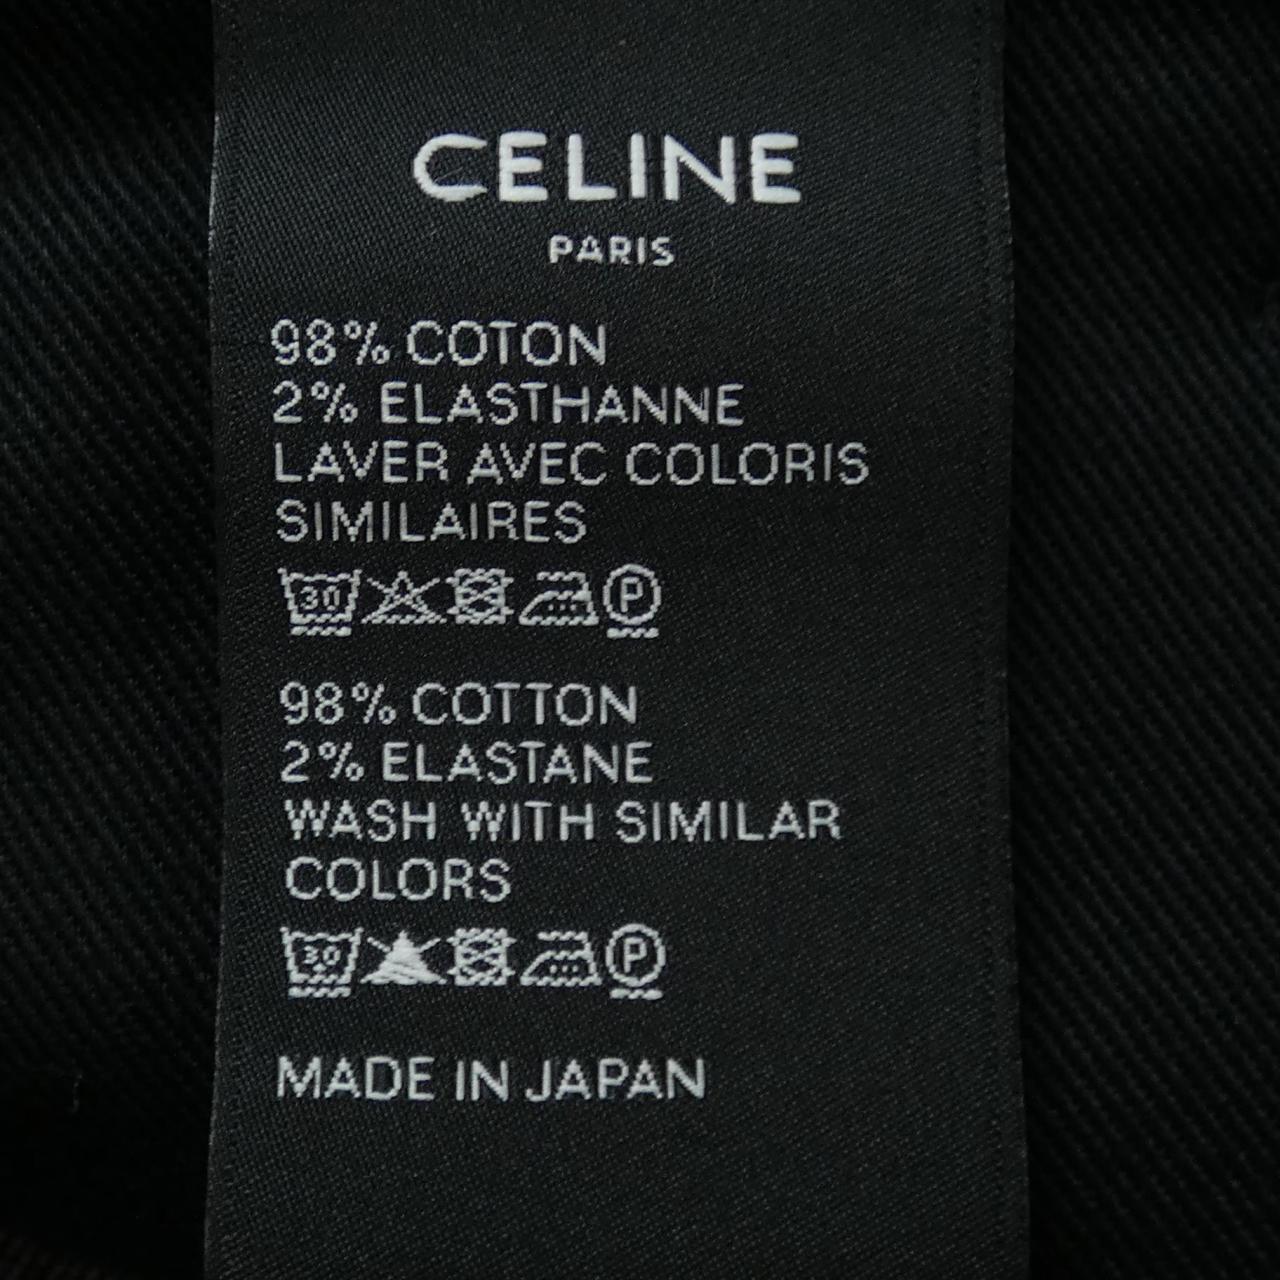 CELINE
PARIS
98% COTON
2% ELASTHANNE
LAVER AVEC COLORIS
SIMILAIRES
30 P
98% COTTON
2% ELASTANE
WASH WITH SIMILAR
COLORS
30 P
MADE IN JAPAN